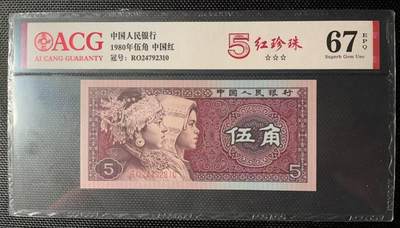 ACG
AI CANG GUARANTY
中国人民银行
1980年伍角 中国红
冠号: RO24792310
5 红珍珠
☆☆☆
67
EPQ
Superb Gem Unc
中国人民银行
伍角
5
5